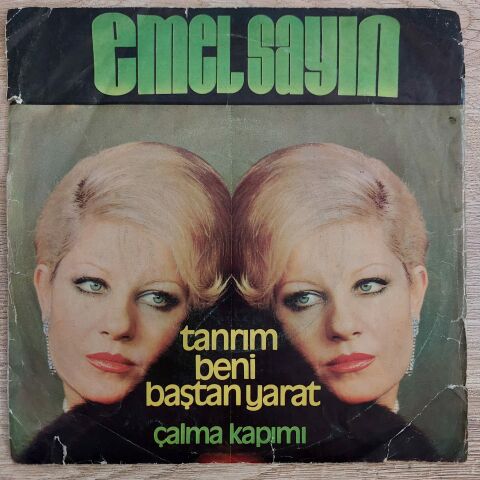 emel sayın
tanrım
beni
baştan yarat
çalma kapımı